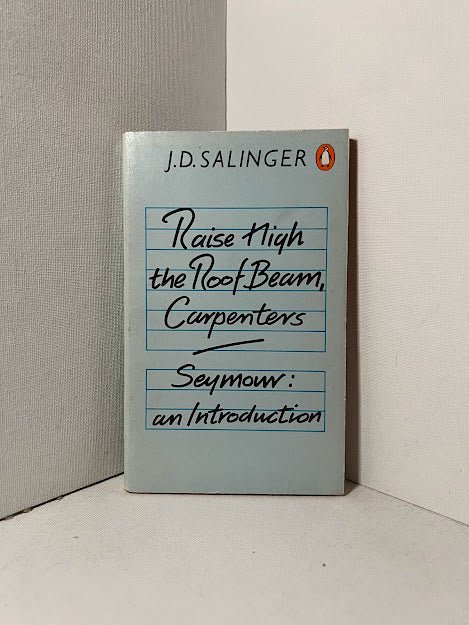 J.D. SALINGER
Raise High
the Roof Beam,
Carpenters
Seymour:
an Introduction